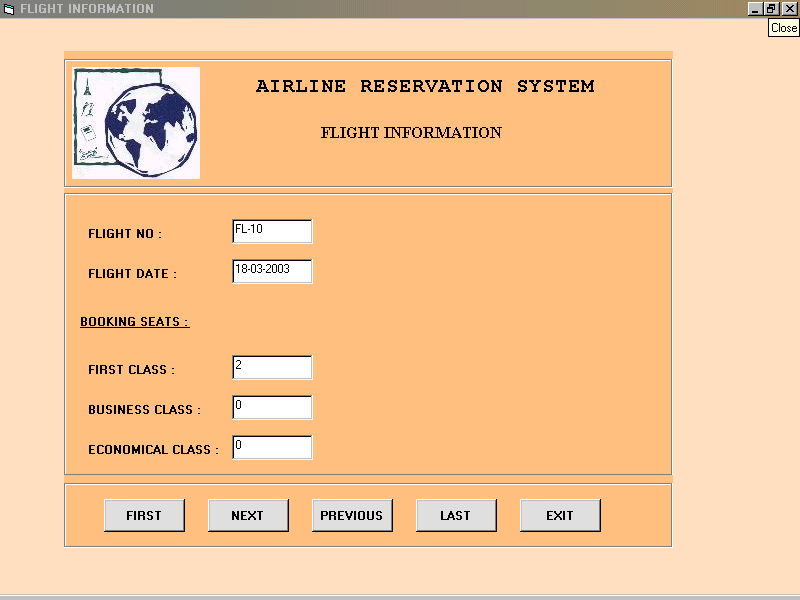 FLIGHT INFORMATION
Close
AIRLINE RESERVATION SYSTEM
FLIGHT INFORMATION
FLIGHT NO : FL-10
FLIGHT DATE : 18-03-2003
BOOKING SEATS :
FIRST CLASS : 2
BUSINESS CLASS : 0
ECONOMICAL CLASS : 0
FIRST NEXT PREVIOUS LAST EXIT